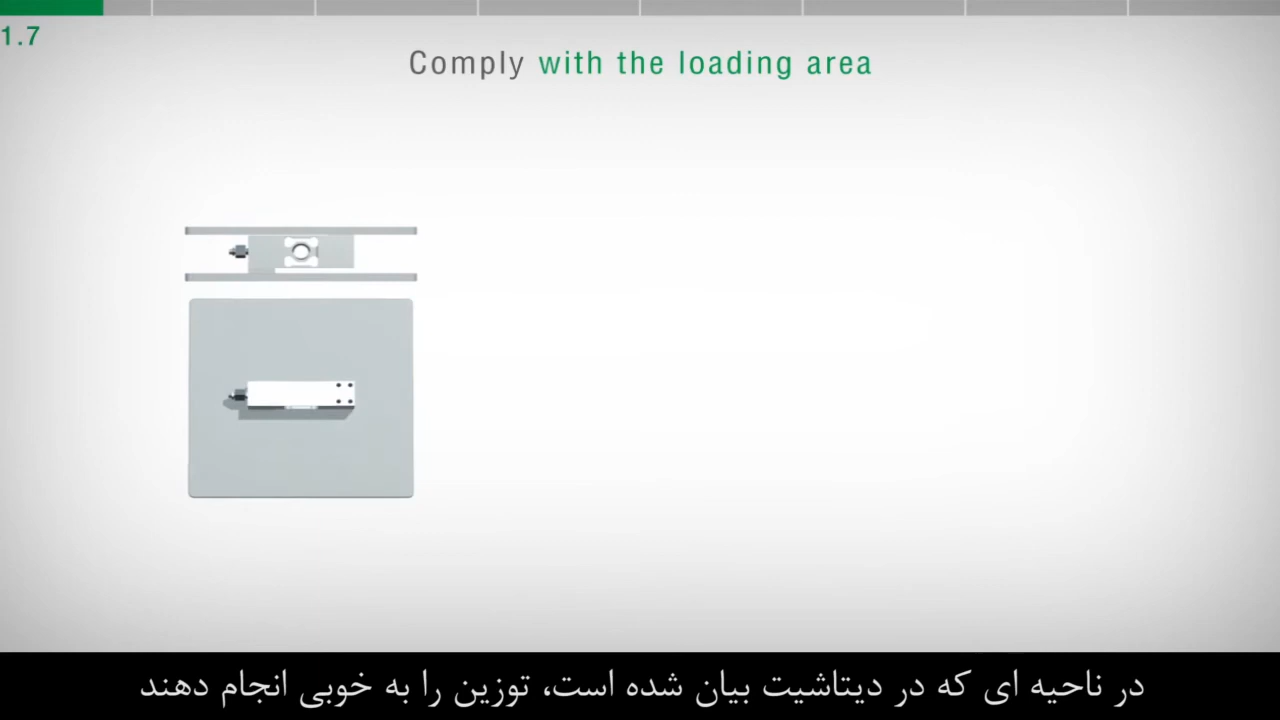 1.7
Comply with the loading area
در ناحیه ای که در دیتاشیت بیان شده است، توزین را به خوبی انجام دهند